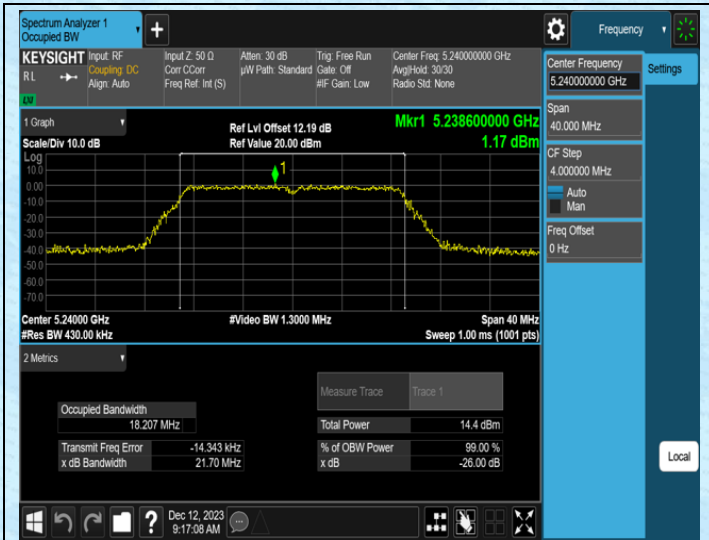 Spectrum Analyzer 1
Occupied BW
Frequency
KEYSIGHT
RL
LXI
Input: RF
Coupling: DC
Align: Auto
Input Z: 50 Ω
Corr CCorr
Freq Ref: Int (S)
Atten: 30 dB
µW Path: Standard
Trig: Free Run
Gate: Off
#IF Gain: Low
Center Freq: 5.240000000 GHz
Avg|Hold: 30/30
Radio Std: None
Center Frequency
5.240000000 GHz
Settings
Span
40.000 MHz
CF Step
4.000000 MHz
Auto
Man
Freq Offset
0 Hz
1 Graph
Scale/Div 10.0 dB
Ref Lvl Offset 12.19 dB
Ref Value 20.00 dBm
Mkr1 5.238600000 GHz
1.17 dBm
Log
10.0
0.00
-10.0
-20.0
-30.0
-40.0
-50.0
-60.0
-70.0
1
Center 5.24000 GHz
#Res BW 430.00 kHz
#Video BW 1.3000 MHz
Span 40 MHz
Sweep 1.00 ms (1001 pts)
2 Metrics
Measure Trace Trace 1
Occupied Bandwidth
18.207 MHz
Total Power 14.4 dBm
Transmit Freq Error -14.343 kHz
% of OBW Power 99.00 %
x dB Bandwidth 21.70 MHz
x dB -26.00 dB
Local
?
Dec 12, 2023
9:17:08 AM